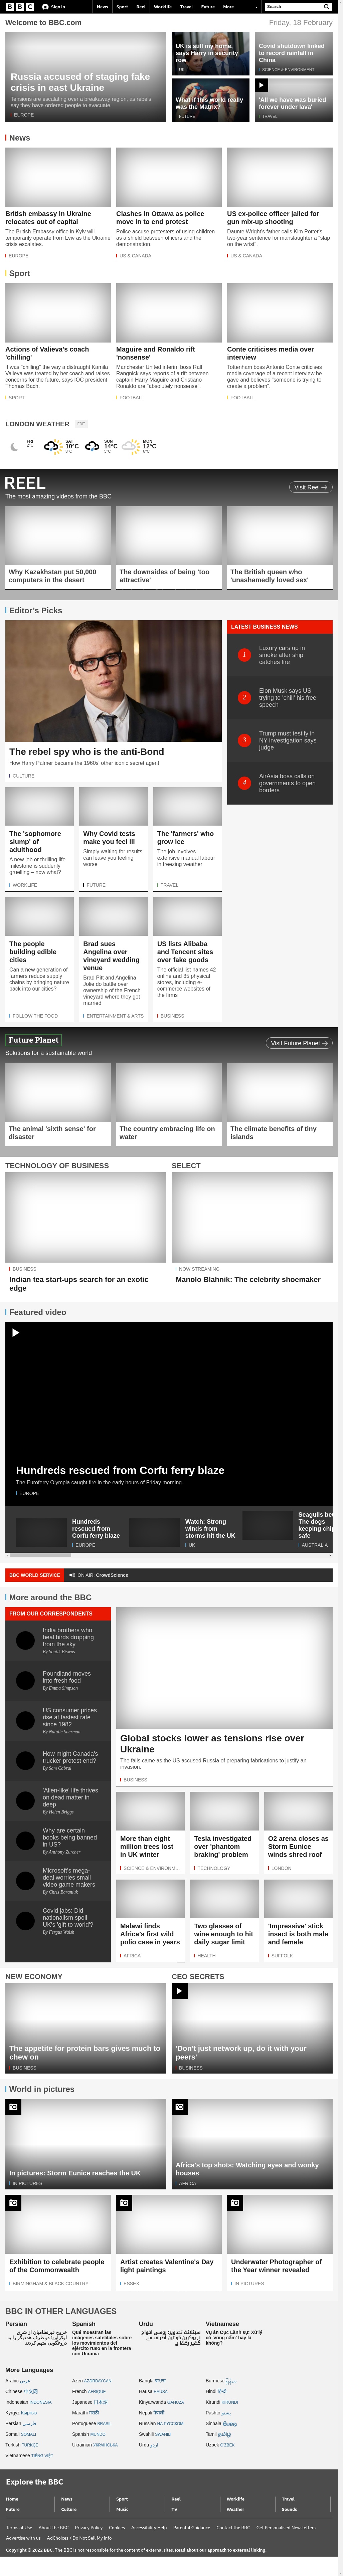 BBC Sign in News Sport Reel Worklife Travel Future More Search
Welcome to BBC.com
Friday, 18 February
Russia accused of staging fake
crisis in east Ukraine
Tensions are escalating over a breakaway region, as rebels
say they have ordered people to evacuate.
EUROPE
UK is still my home,
says Harry in security
row
UK
Covid shutdown linked
to record rainfall in
China
SCIENCE & ENVIRONMENT
What if this world really
was the Matrix?
FUTURE
'All we have was buried
forever under lava'
TRAVEL
News
British embassy in Ukraine
relocates out of capital
The British Embassy office in Kyiv will
temporarily operate from Lviv as the Ukraine
crisis escalates.
EUROPE
Clashes in Ottawa as police
move in to end protest
Police accuse protesters of using children
as a shield between officers and the
demonstration.
US & CANADA
US ex-police officer jailed for
gun mix-up shooting
Daunte Wright's father calls Kim Potter's
two-year sentence for manslaughter a "slap
on the wrist".
US & CANADA
Sport
Actions of Valieva's coach
'chilling'
It was "chilling" the way a distraught Kamila
Valieva was treated by her coach and raised
concerns for the future, says IOC president
Thomas Bach.
SPORT
Maguire and Ronaldo rift
'nonsense'
Manchester United interim boss Ralf
Rangnick says reports of a rift between
captain Harry Maguire and Cristiano
Ronaldo are "absolutely nonsense".
FOOTBALL
Conte criticises media over
interview
Tottenham boss Antonio Conte criticises
media coverage of a recent interview he
gave and believes "someone is trying to
create a problem".
FOOTBALL
LONDON WEATHER EDIT
FRI
SAT
10°C
SUN
14°C
5°C
MON
12°C
REEL
The most amazing videos from the BBC
Visit Reel
Why Kazakhstan put 50,000
computers in the desert
The downsides of being 'too
attractive'
The British queen who
'unashamedly loved sex'
Editor's Picks
The rebel spy who is the anti-Bond
How Harry Palmer became the 1960s' other iconic secret agent
CULTURE
LATEST BUSINESS NEWS
1
Luxury cars up in
smoke after ship
catches fire
2
Elon Musk says US
trying to 'chill' his free
speech
3
Trump must testify in
NY investigation says
judge
4
AirAsia boss calls on
governments to open
borders
The 'sophomore
slump' of
adulthood
A new job or thrilling life
milestone is suddenly
gruelling – now what?
WORKLIFE
Why Covid tests
make you feel ill
Simply waiting for results
can leave you feeling
worse
FUTURE
The 'farmers' who
grow ice
The job involves
extensive manual labour
in freezing weather
TRAVEL
The people
building edible
cities
Can a new generation of
farmers reduce supply
chains by bringing nature
back into our cities?
FOLLOW THE FOOD
Brad sues
Angelina over
vineyard wedding
venue
Brad Pitt and Angelina
Jolie do battle over
ownership of the French
vineyard where they got
married
ENTERTAINMENT & ARTS
US lists Alibaba
and Tencent sites
over fake goods
The official list names 42
online and 35 physical
stores, including e-
commerce websites of
the firms
BUSINESS
Future Planet
Solutions for a sustainable world
Visit Future Planet
The animal 'sixth sense' for
disaster
The country embracing life on
water
The climate benefits of tiny
islands
TECHNOLOGY OF BUSINESS
BUSINESS
Indian tea start-ups search for an exotic
edge
SELECT
NOW STREAMING
Manolo Blahnik: The celebrity shoemaker
Featured video
Hundreds rescued from Corfu ferry blaze
The Euroferry Olympia caught fire in the early hours of Friday morning.
EUROPE
Hundreds
rescued from
Corfu ferry blaze
EUROPE
Watch: Strong
winds from
storms hit the UK
UK
Seagulls
The dogs
keeping
safe
AUSTRALIA
BBC WORLD SERVICE ON AIR: CrowdScience
More around the BBC
FROM OUR CORRESPONDENTS
India brothers who
heal birds dropping
from the sky
By Soutik Biswas
Poundland moves
into fresh food
By Emma Simpson
US consumer prices
rise at fastest rate
since 1982
By Natalie Sherman
How might Canada's
trucker protest end?
By Sam Cabral
'Alien-like' life thrives
on dead matter in
deep
By Helen Briggs
Why are certain
books being banned
in US?
By Anthony Zurcher
Microsoft's mega-
deal worries small
video game makers
By Chris Baraniuk
Covid jabs: Did
nationalism spoil
UK's 'gift to world'?
By Fergus Walsh
Global stocks lower as tensions rise over
Ukraine
The falls came as the US accused Russia of preparing fabrications to justify an
invasion.
BUSINESS
More than eight
million trees lost
in UK winter
SCIENCE & ENVIRONM...
Tesla investigated
over 'phantom
braking' problem
TECHNOLOGY
O2 arena closes as
Storm Eunice
winds shred roof
LONDON
Malawi finds
Africa's first wild
polio case in years
AFRICA
Two glasses of
wine enough to hit
daily sugar limit
HEALTH
'Impressive' stick
insect is both male
and female
SUFFOLK
NEW ECONOMY
The appetite for protein bars gives much to
chew on
BUSINESS
CEO SECRETS
'Don't just network up, do it with your
peers'
BUSINESS
World in pictures
In pictures: Storm Eunice reaches the UK
IN PICTURES
Africa's top shots: Watching eyes and wonky
houses
AFRICA
Exhibition to celebrate people
of the Commonwealth
BIRMINGHAM & BLACK COUNTRY
Artist creates Valentine's Day
light paintings
ESSEX
Underwater Photographer of
the Year winner revealed
IN PICTURES
BBC IN OTHER LANGUAGES
Persian
Spanish
Qué muestran las
imágenes satelitales sobre
los movimientos del
ejército ruso en la frontera
con Ucrania
Urdu
Vietnamese
Vụ án Cục Lãnh sự: Xử lý
có 'vùng cấm' hay là
không?
More Languages
Arabic عربي
Azeri AZƏRBAYCAN
Bangla বাংলা
Burmese
Chinese 中文网
French AFRIQUE
Hausa HAUSA
Hindi हिन्दी
Indonesian INDONESIA
Japanese 日本語
Kinyarwanda GAHUZA
Kirundi KIRUNDI
Kyrgyz Кыргыз
Marathi मराठी
Nepali नेपाली
Pashto پښتو
Persian فارسی
Portuguese BRASIL
Russian НА РУССКОМ
Sinhala සිංහල
Somali SOMALI
Spanish MUNDO
Swahili SWAHILI
Tamil தமிழ்
Turkish TÜRKÇE
Ukrainian УКРАЇНСЬКA
Urdu اردو
Uzbek O'ZBEK
Vietnamese TIẾNG VIỆT
Explore the BBC
Home News Sport Reel Worklife Travel
Future Culture Music TV Weather Sounds
Terms of Use About the BBC Privacy Policy Cookies Accessibility Help Parental Guidance Contact the BBC Get Personalised Newsletters
Advertise with us AdChoices / Do Not Sell My Info
Copyright © 2022 BBC. The BBC is not responsible for the content of external sites. Read about our approach to external linking.